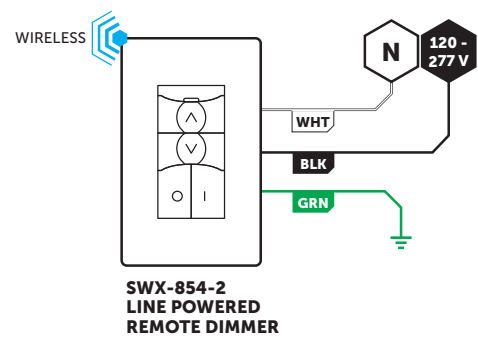 WIRELESS
N
120 -
277 V
WHT
BLK
GRN
O I
SWX-854-2
LINE POWERED
REMOTE DIMMER